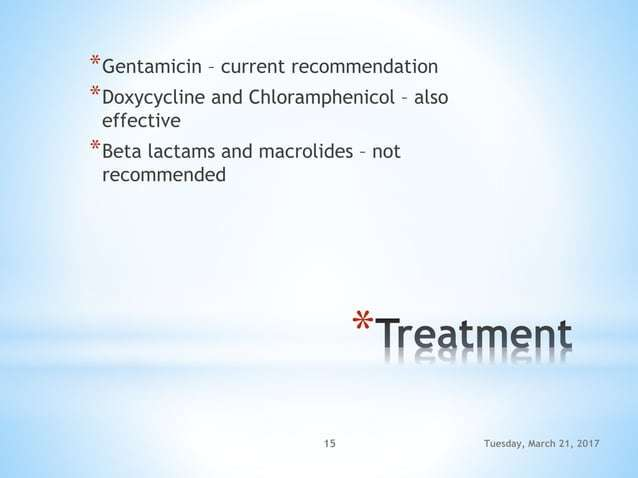 *Gentamicin – current recommendation
*Doxycycline and Chloramphenicol – also
effective
*Beta lactams and macrolides – not
recommended
*Treatment
15
Tuesday, March 21, 2017